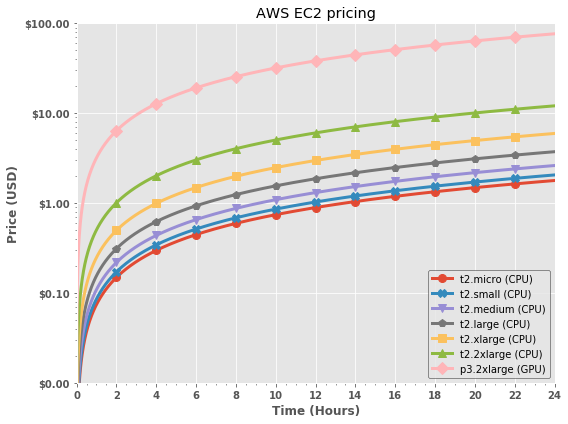 AWS EC2 pricing
$100.00
$10.00
$1.00
$0.10
$0.00
Price (USD)
0 2 4 6 8 10 12 14 16 18 20 22 24
Time (Hours)
t2.micro (CPU)
t2.small (CPU)
t2.medium (CPU)
t2.large (CPU)
t2.xlarge (CPU)
t2.2xlarge (CPU)
p3.2xlarge (GPU)